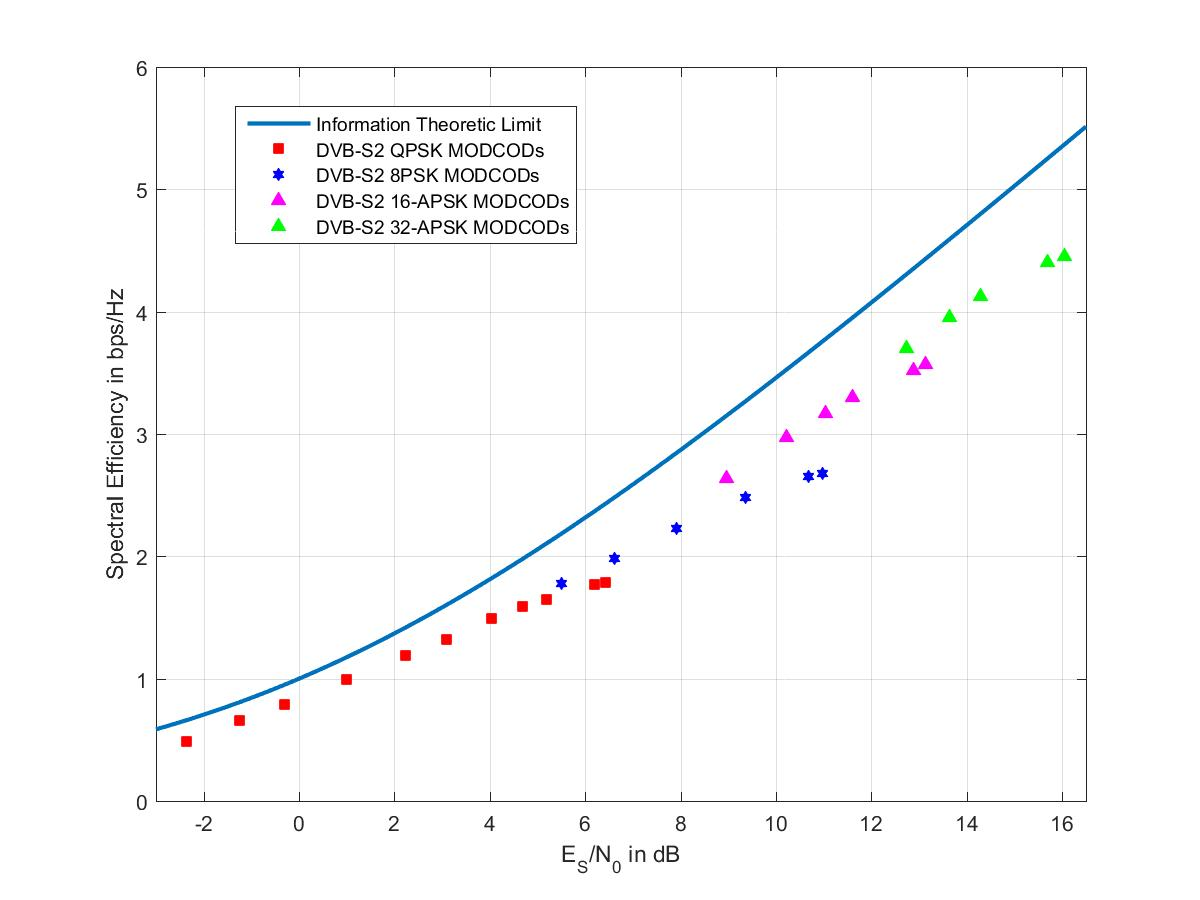 6
5
4
3
2
1
0
Information Theoretic Limit
DVB-S2 QPSK MODCODs
DVB-S2 8PSK MODCODs
DVB-S2 16-APSK MODCODs
DVB-S2 32-APSK MODCODs
Spectral Efficiency in bps/Hz
-2 0 2 4 6 8 10 12 14 16
E_S/N_0 in dB